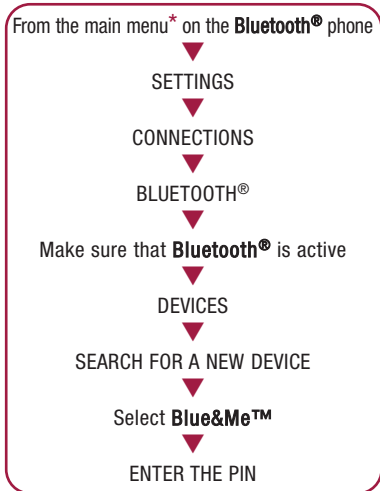 From the main menu* on the Bluetooth® phone
SETTINGS
CONNECTIONS
BLUETOOTH®
Make sure that Bluetooth® is active
DEVICES
SEARCH FOR A NEW DEVICE
Select Blue&Me™
ENTER THE PIN